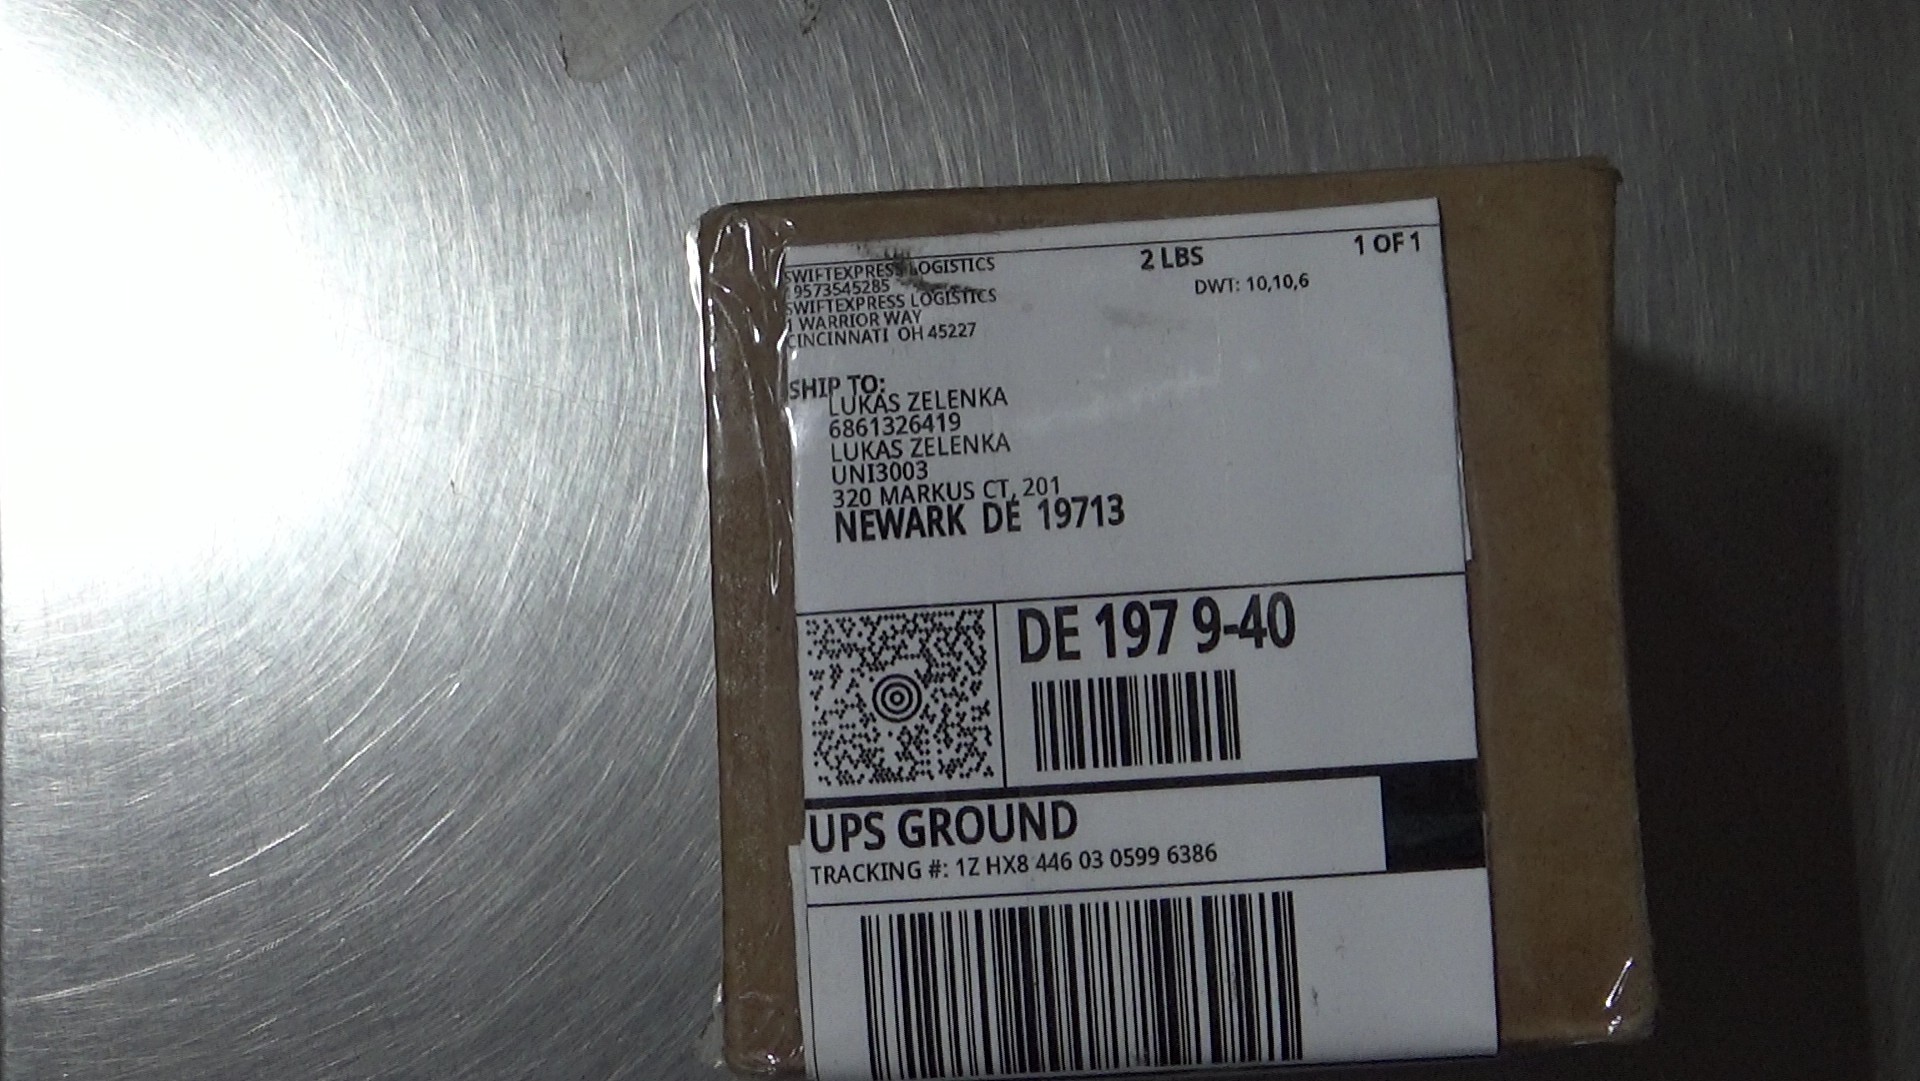 SWIFTEXPRESS LOGISTICS
9573545285
SWIFTEXPRESS LOGISTICS
1 WARRIOR WAY
CINCINNATI OH 45227
2 LBS
1 OF 1
DWT: 10,10,6
SHIP TO:
LUKAS ZELENKA
6861326419
LUKAS ZELENKA
UNI3003
320 MARKUS CT, 201
NEWARK DE 19713
DE 197 9-40
UPS GROUND
TRACKING #: 1Z HX8 446 03 0599 6386